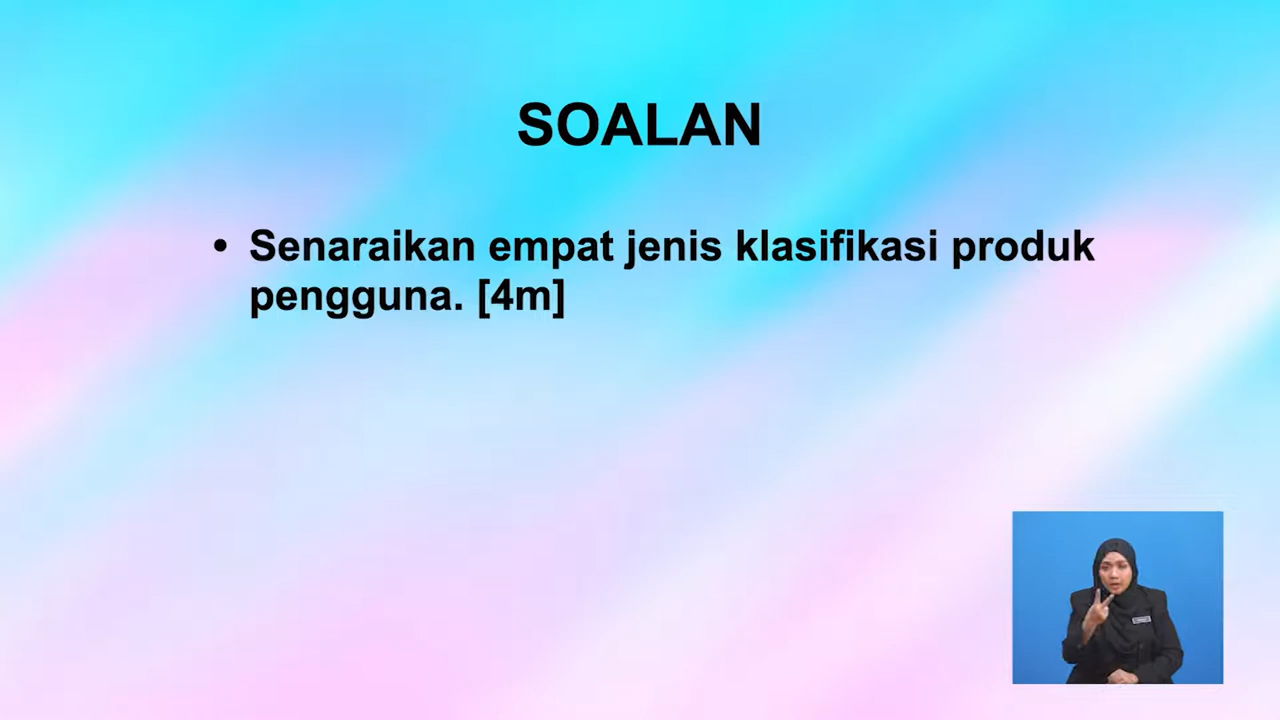 SOALAN
• Senaraikan empat jenis klasifikasi produk
pengguna. [4m]